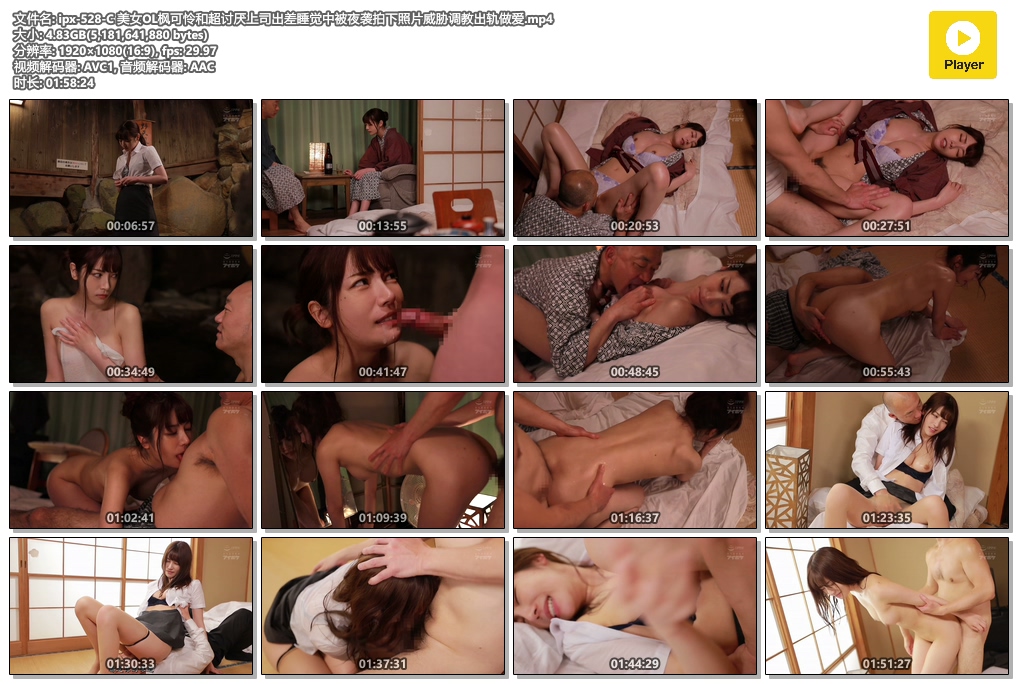 文件名: ipx-528-C 美女OL枫可怜和超讨厌上司出差睡觉中被夜袭拍下照片威胁调教出轨做爱.mp4
大小: 4.83GB(5,181,641,880 bytes)
分辨率: 1920×1080(16:9), fps: 29.97
视频解码器: AVC1, 音频解码器: AAC
时长: 01:58:24
Player
00:06:57
00:13:55
00:20:53
00:27:51
00:34:49
00:41:47
00:48:45
00:55:43
01:02:41
01:09:39
01:16:37
01:23:35
01:30:33
01:37:31
01:44:29
01:51:27